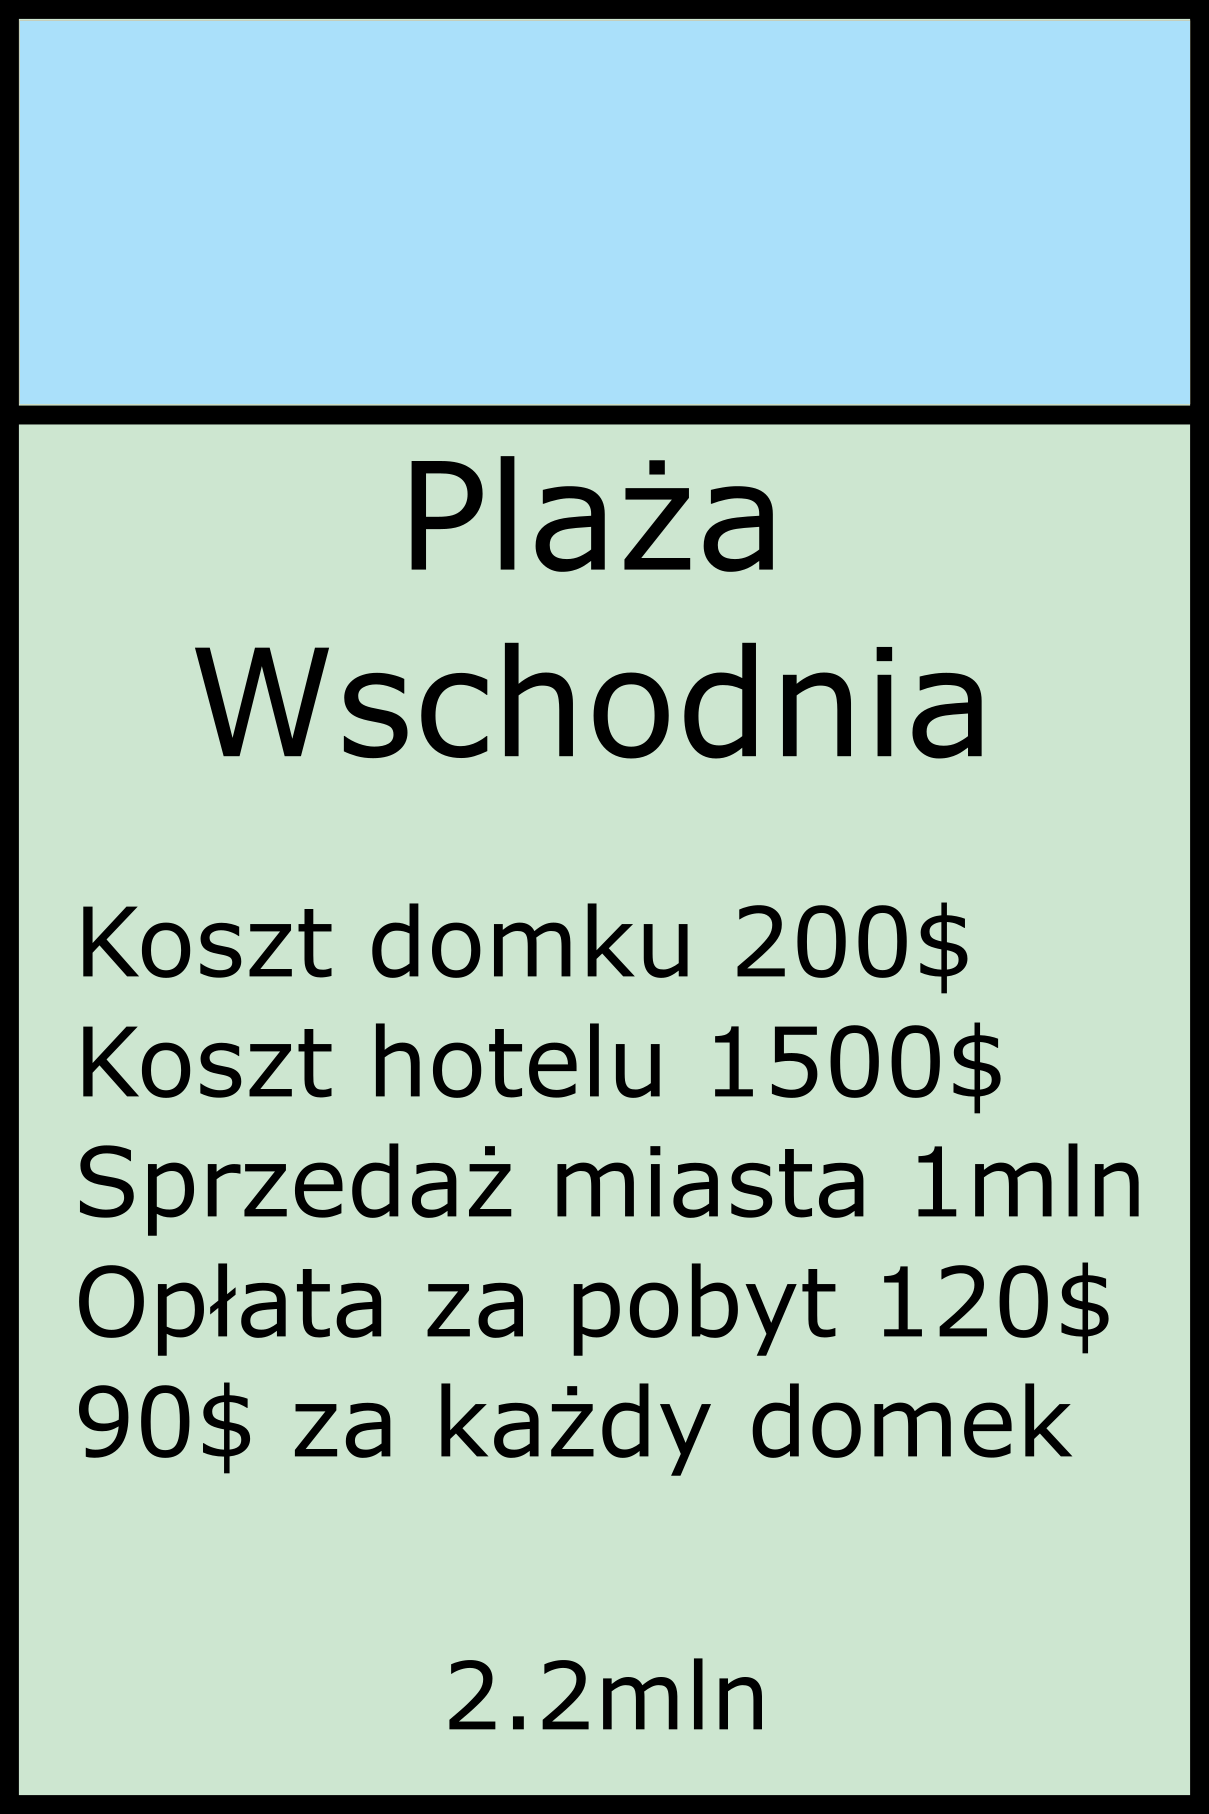 Plaża
Wschodnia
Koszt domku 200$
Koszt hotelu 1500$
Sprzedaż miasta 1mln
Opłata za pobyt 120$
90$ za każdy domek
2.2mln